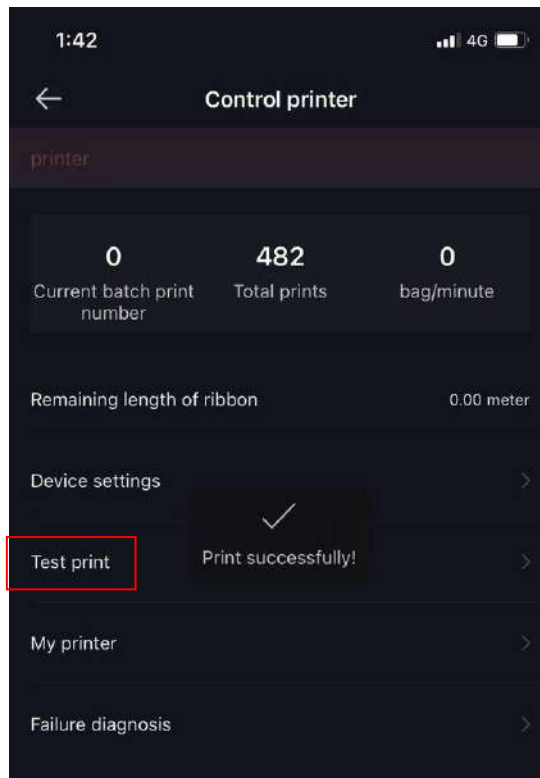 1:42
4G
Control printer
printer
0 482 0
Current batch print number Total prints bag/minute
Remaining length of ribbon 0.00 meter
Device settings
Print successfully!
Test print
My printer
Failure diagnosis